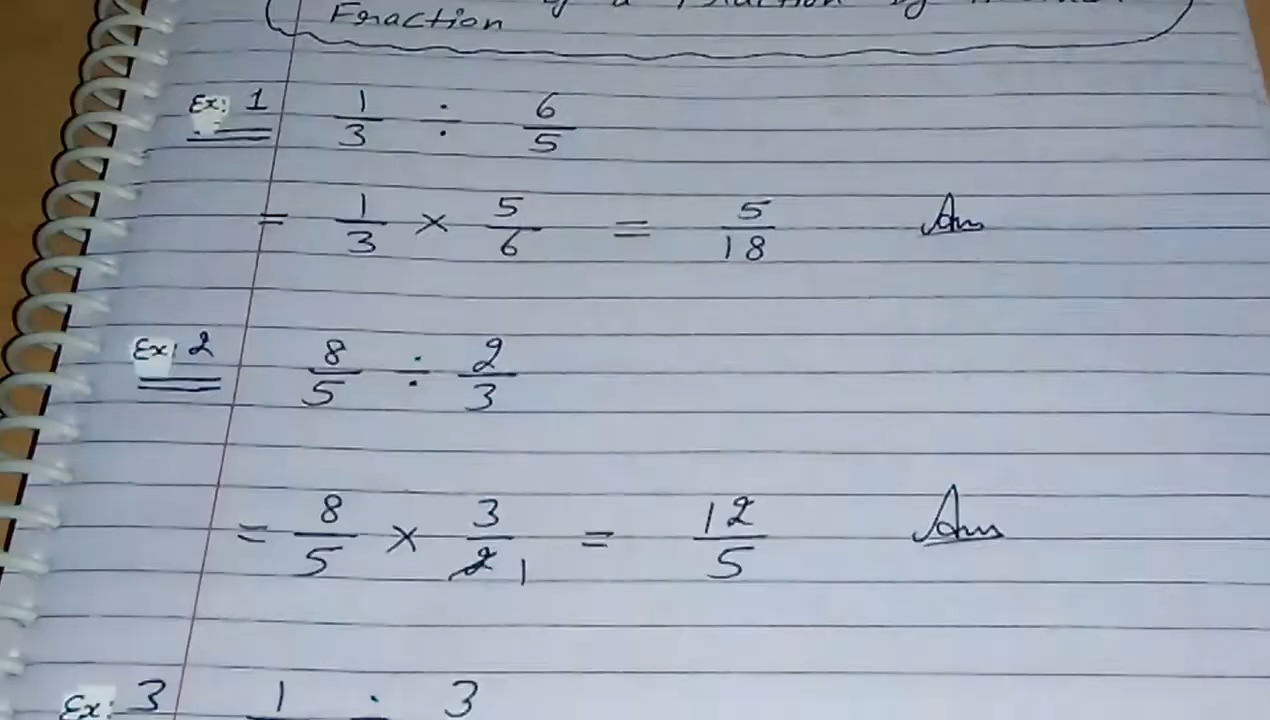 Fraction
Ex: 1 1/3 ÷ 6/5
= 1/3 × 5/6 = 5/18 Ans
Ex: 2 8/5 ÷ 2/3
= 8/5 × 3/2 1 = 12/5 Ans
Ex: 3 1 ÷ 3